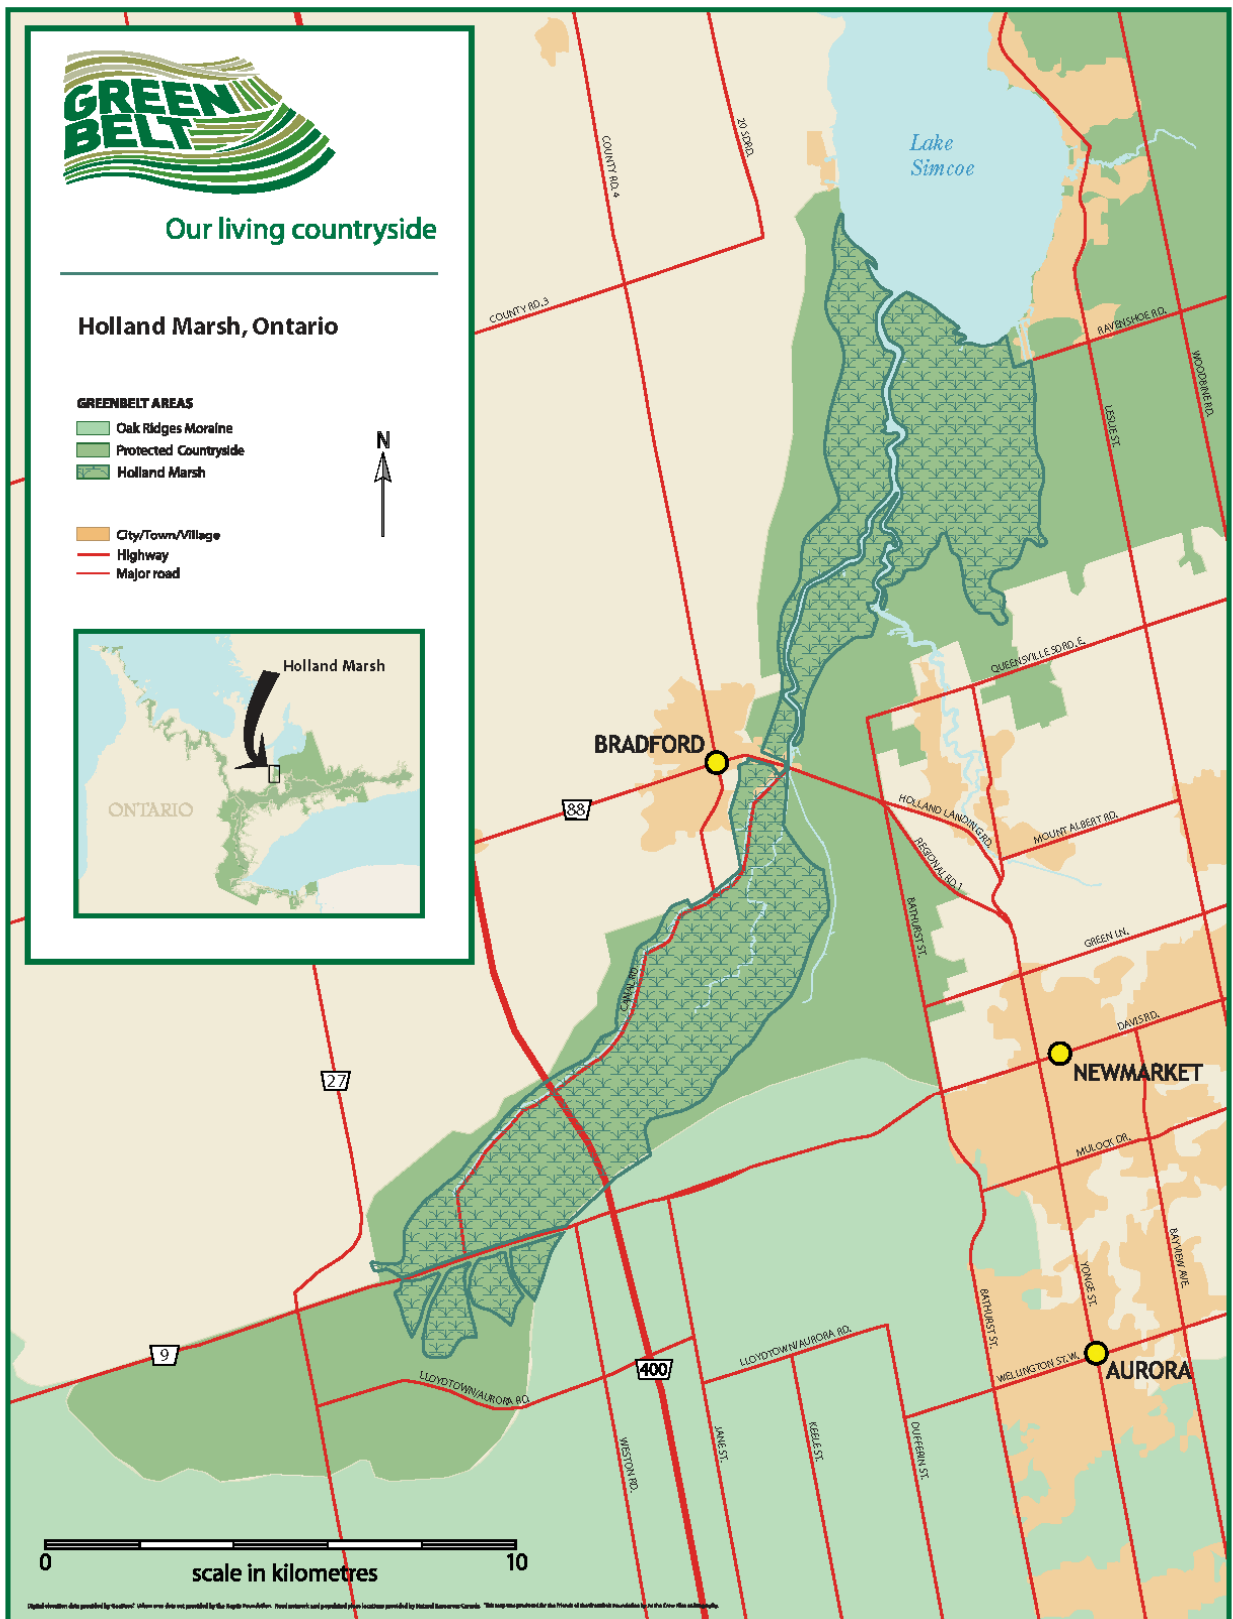 GREEN
BELT
Our living countryside
Holland Marsh, Ontario
GREENBELT AREAS
Oak Ridges Moraine
Protected Countryside
Holland Marsh
City/Town/Village
Highway
Major road
N
Holland Marsh
ONTARIO
Lake
Simcoe
COUNTY RD. 4
20 SDRD.
COUNTY RD. 3
RAVENSHOE RD.
WOODBINE RD.
LESLIE ST.
QUEENSVILLE SDRD. E.
BRADFORD
88
HOLLAND LANDING RD.
MOUNT ALBERT RD.
REGIONAL RD. 1
BATHURST ST.
GREEN LN.
CANAL RD.
DAVIS RD.
27
NEWMARKET
MULOCK DR.
BAYVIEW AVE.
YONGE ST.
BATHURST ST.
9
400
LLOYDTOWN/AURORA RD.
LLOYDTOWN/AURORA RD.
WELLINGTON ST. W.
AURORA
WESTON RD.
JANE ST.
KEELE ST.
DUFFERIN ST.
0 10
scale in kilometres